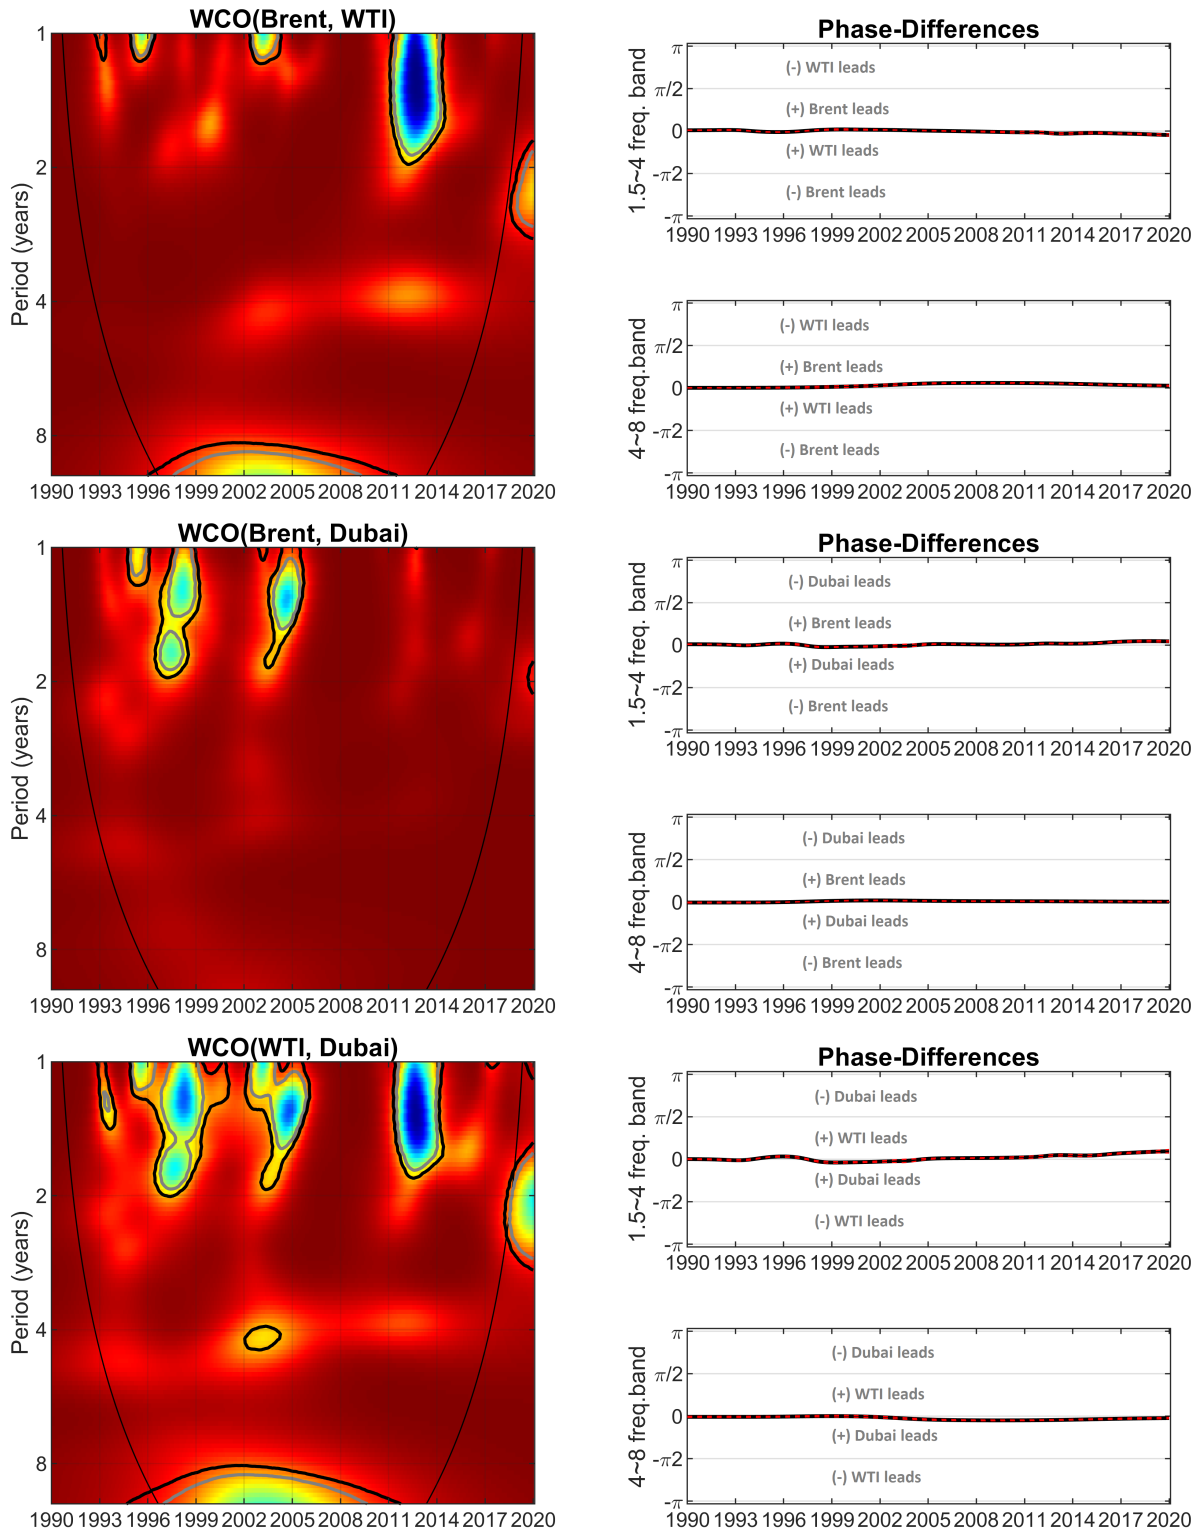 WCO(Brent, WTI)
1
2
4
8
Period (years)
1990 1993 1996 1999 2002 2005 2008 2011 2014 2017 2020
Phase-Differences
π
π/2
0
-π2
-π
1.5~4 freq. band
(-) WTI leads
(+) Brent leads
(+) WTI leads
(-) Brent leads
1990 1993 1996 1999 2002 2005 2008 2011 2014 2017 2020
π
π/2
0
-π2
-π
4~8 freq.band
(-) WTI leads
(+) Brent leads
(+) WTI leads
(-) Brent leads
1990 1993 1996 1999 2002 2005 2008 2011 2014 2017 2020
WCO(Brent, Dubai)
1
2
4
8
Period (years)
1990 1993 1996 1999 2002 2005 2008 2011 2014 2017 2020
Phase-Differences
π
π/2
0
-π2
-π
1.5~4 freq. band
(-) Dubai leads
(+) Brent leads
(+) Dubai leads
(-) Brent leads
1990 1993 1996 1999 2002 2005 2008 2011 2014 2017 2020
π
π/2
0
-π2
-π
4~8 freq.band
(-) Dubai leads
(+) Brent leads
(+) Dubai leads
(-) Brent leads
1990 1993 1996 1999 2002 2005 2008 2011 2014 2017 2020
WCO(WTI, Dubai)
1
2
4
8
Period (years)
1990 1993 1996 1999 2002 2005 2008 2011 2014 2017 2020
Phase-Differences
π
π/2
0
-π2
-π
1.5~4 freq. band
(-) Dubai leads
(+) WTI leads
(+) Dubai leads
(-) WTI leads
1990 1993 1996 1999 2002 2005 2008 2011 2014 2017 2020
π
π/2
0
-π2
-π
4~8 freq.band
(-) Dubai leads
(+) WTI leads
(+) Dubai leads
(-) WTI leads
1990 1993 1996 1999 2002 2005 2008 2011 2014 2017 2020